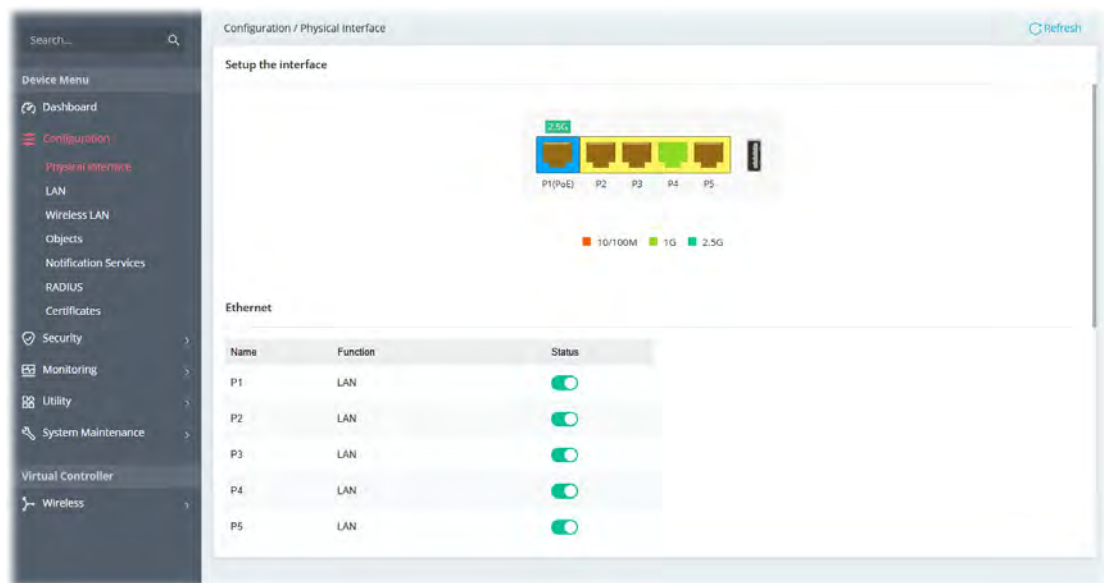 Search...
Device Menu
Dashboard
Configuration
Physical Interface
LAN
Wireless LAN
Objects
Notification Services
RADIUS
Certificates
Security
Monitoring
Utility
System Maintenance
Virtual Controller
Wireless
Configuration / Physical Interface
Refresh
Setup the interface
2.5G
P1(PoE) P2 P3 P4 P5
10/100M 1G 2.5G
Ethernet
Name Function Status
P1 LAN
P2 LAN
P3 LAN
P4 LAN
P5 LAN